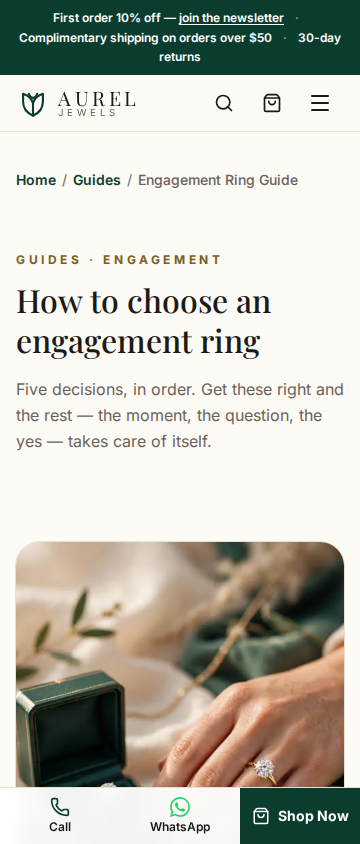 First order 10% off — join the newsletter ·
Complimentary shipping on orders over $50 · 30-day
returns
AUREL
JEWELS
Home / Guides / Engagement Ring Guide
GUIDES · ENGAGEMENT
How to choose an
engagement ring
Five decisions, in order. Get these right and
the rest — the moment, the question, the
yes — takes care of itself.
Call
WhatsApp
Shop Now